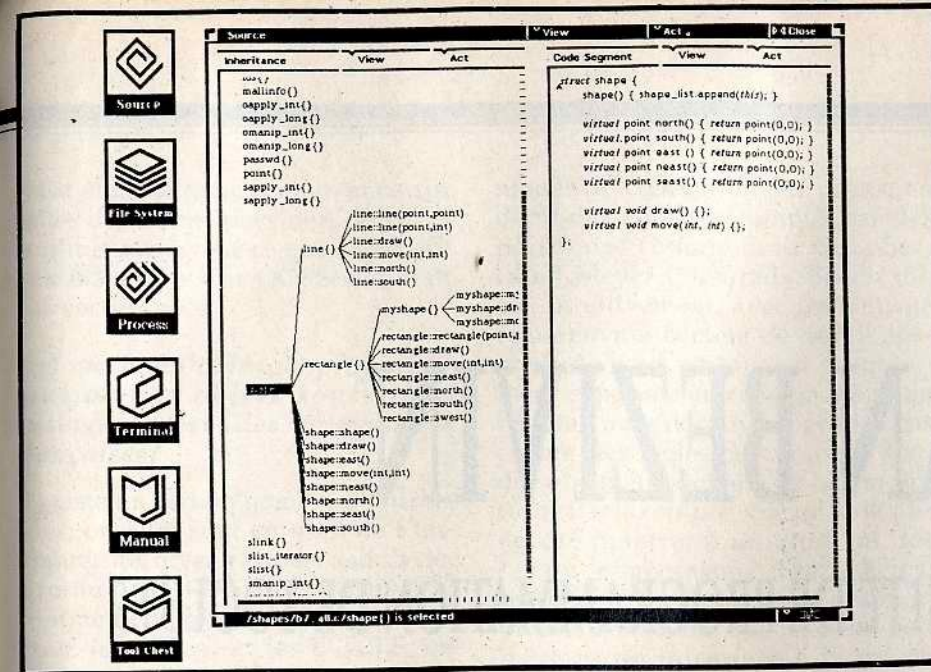 Source
File System
Process
Terminal
Manual
Tool Chest
Source
View
Act
Close
Inheritance View Act
mallinfo{}
oapply_int{}
oapply_long{}
omanip_int{}
omanip_long{}
passwd{}
point{}
sapply_int{}
sapply_long{}
line{}
line::line(point,point)
line::line(point,int)
line::draw()
line::move(int,int)
line::north()
line::south()
rectangle{}
myshape{}
myshape::my
myshape::dr
myshape::mo
rectangle::rectangle(point,
rectangle::draw()
rectangle::move(int,int)
rectangle::neast()
rectangle::north()
rectangle::south()
rectangle::swest()
shape::shape()
shape::draw()
shape::east()
shape::move(int,int)
shape::neast()
shape::north()
shape::seast()
shape::south()
slink{}
slist_iterator{}
slist{}
smanip_int{}
Code Segment View Act
struct shape {
shape() { shape_list.append(this); }
virtual point north() { return point(0,0); }
virtual point south() { return point(0,0); }
virtual point east () { return point(0,0); }
virtual point neast() { return point(0,0); }
virtual point seast() { return point(0,0); }
virtual void draw() {};
virtual void move(int, int) {};
};
is selected